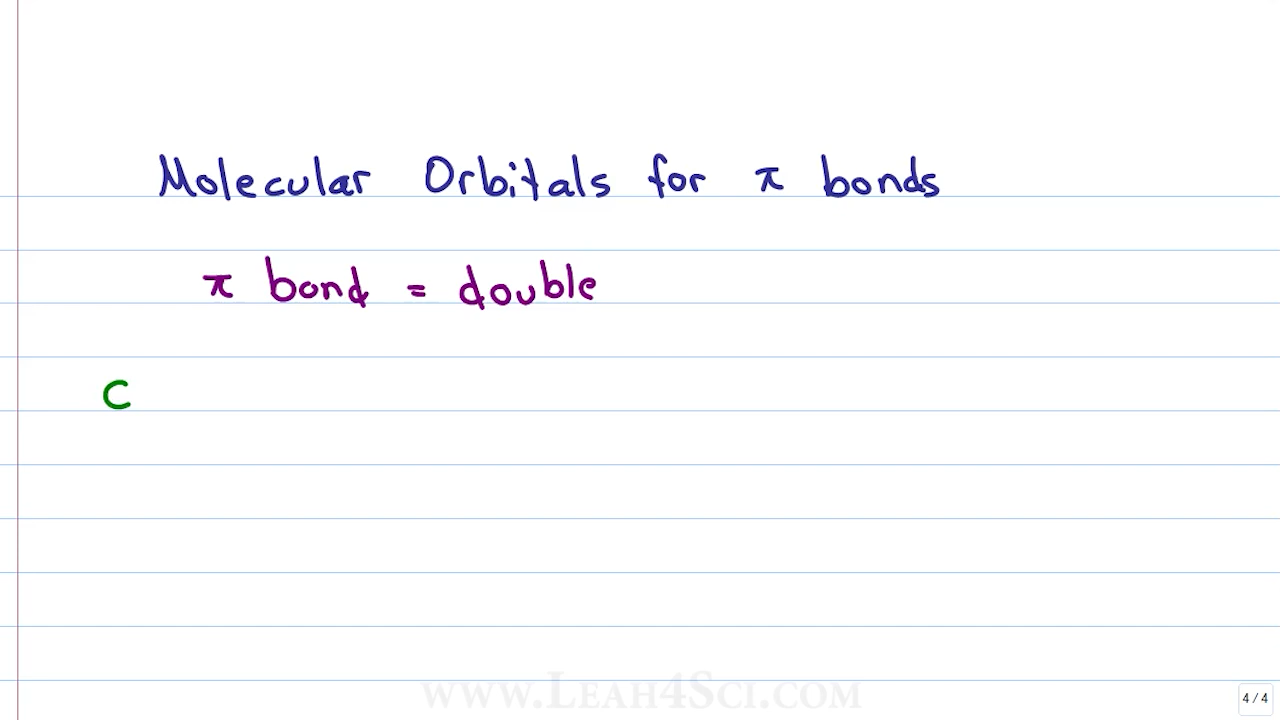 Molecular Orbitals for π bonds
π bond = double
C
www.Leah4Sci.com
4 / 4